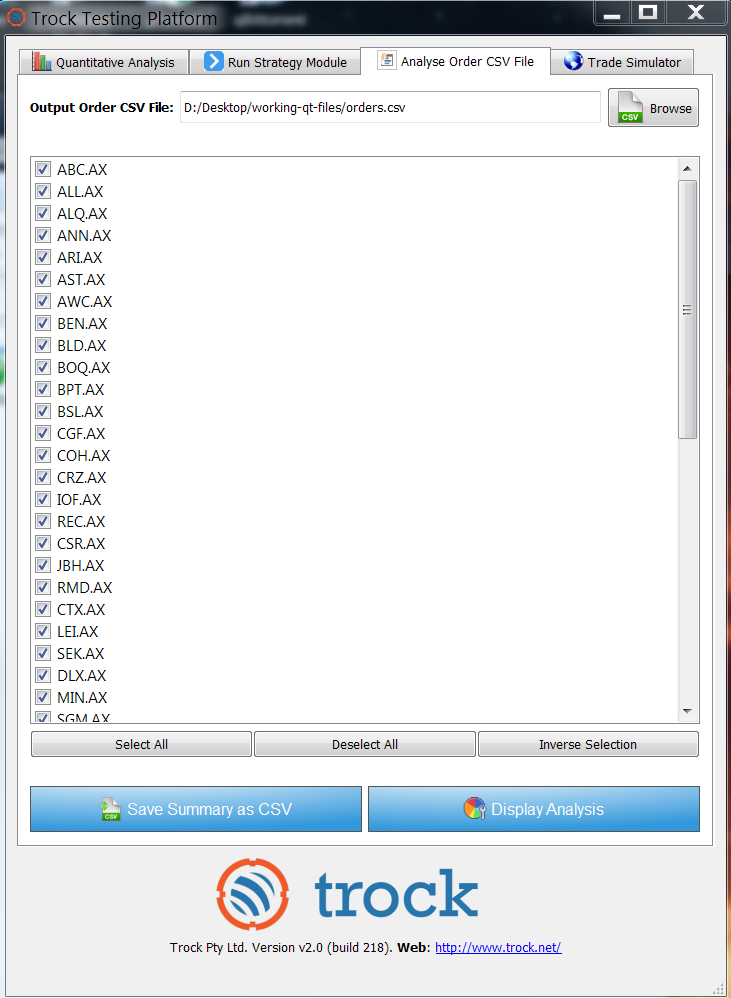 Trock Testing Platform
Quantitative Analysis
Run Strategy Module
Analyse Order CSV File
Trade Simulator
Output Order CSV File: D:/Desktop/working-qt-files/orders.csv
CSV Browse
ABC.AX
ALL.AX
ALQ.AX
ANN.AX
ARI.AX
AST.AX
AWC.AX
BEN.AX
BLD.AX
BOQ.AX
BPT.AX
BSL.AX
CGF.AX
COH.AX
CRZ.AX
IOF.AX
REC.AX
CSR.AX
JBH.AX
RMD.AX
CTX.AX
LEI.AX
SEK.AX
DLX.AX
MIN.AX
SGM.AX
Select All
Deselect All
Inverse Selection
CSV Save Summary as CSV
Display Analysis
trock
Trock Pty Ltd. Version v2.0 (build 218). Web: http://www.trock.net/